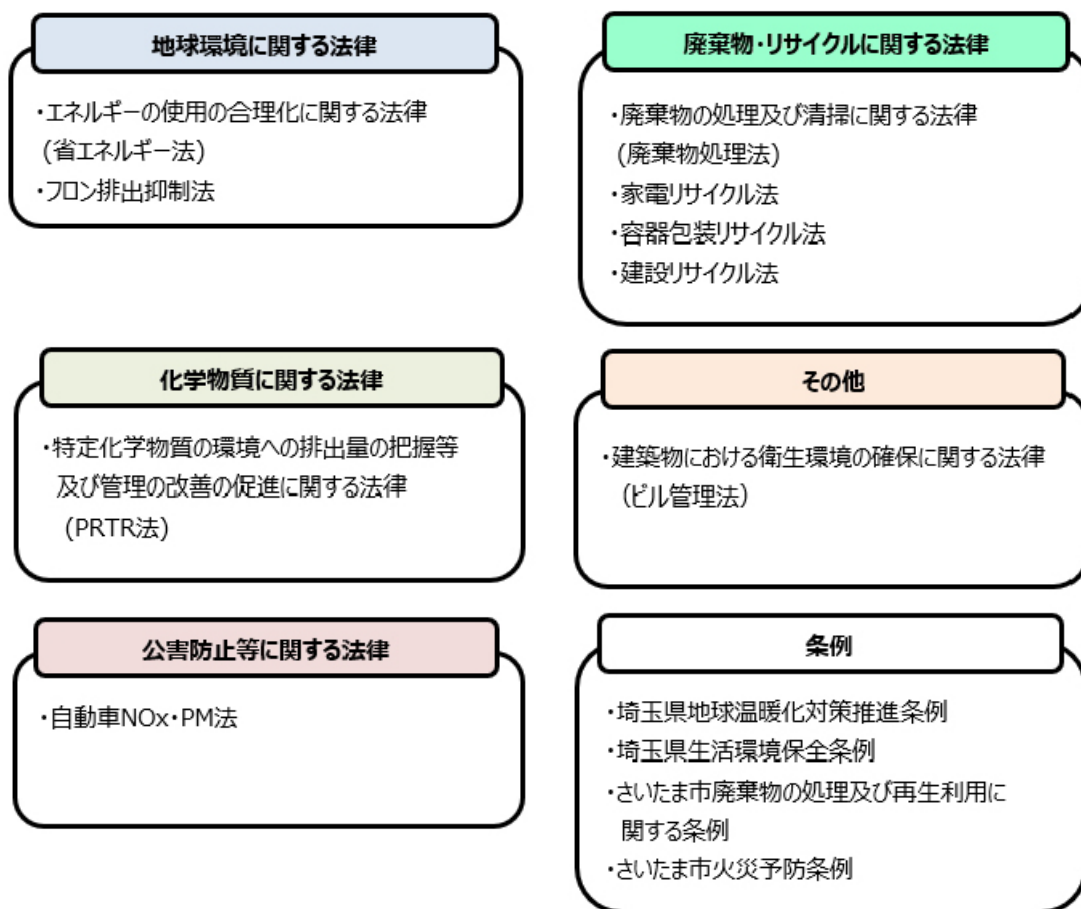 地球環境に関する法律
・エネルギーの使用の合理化に関する法律
(省エネルギー法)
・フロン排出抑制法
廃棄物・リサイクルに関する法律
・廃棄物の処理及び清掃に関する法律
(廃棄物処理法)
・家電リサイクル法
・容器包装リサイクル法
・建設リサイクル法
化学物質に関する法律
・特定化学物質の環境への排出量の把握等
及び管理の改善の促進に関する法律
(PRTR法)
その他
・建築物における衛生環境の確保に関する法律
（ビル管理法）
公害防止等に関する法律
・自動車NOx・PM法
条例
・埼玉県地球温暖化対策推進条例
・埼玉県生活環境保全条例
・さいたま市廃棄物の処理及び再生利用に
関する条例
・さいたま市火災予防条例